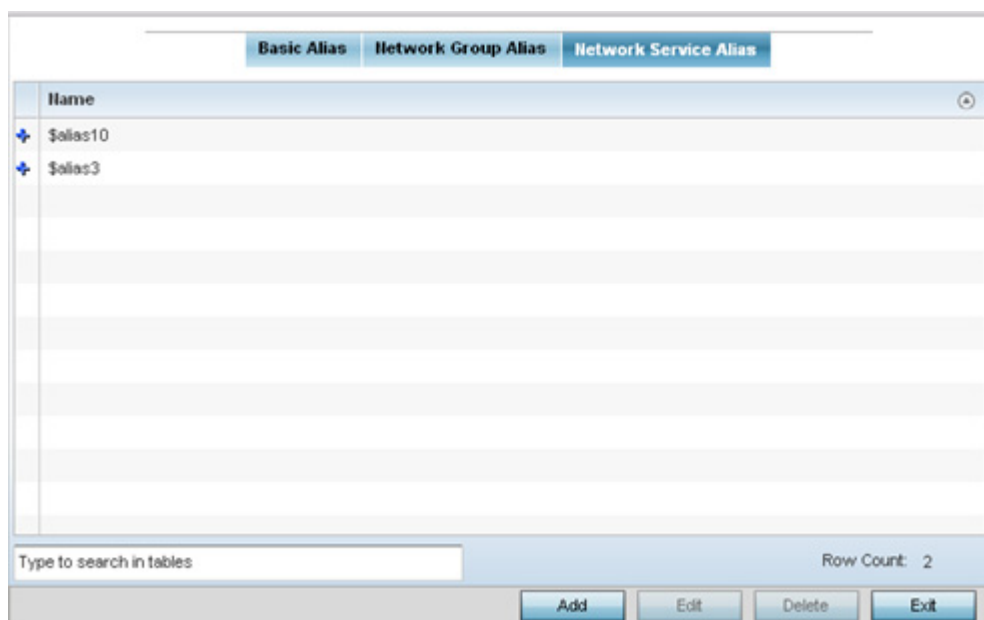 Basic Alias Network Group Alias Network Service Alias
Name
$alias10
$alias3
Type to search in tables Row Count: 2
Add Edit Delete Exit